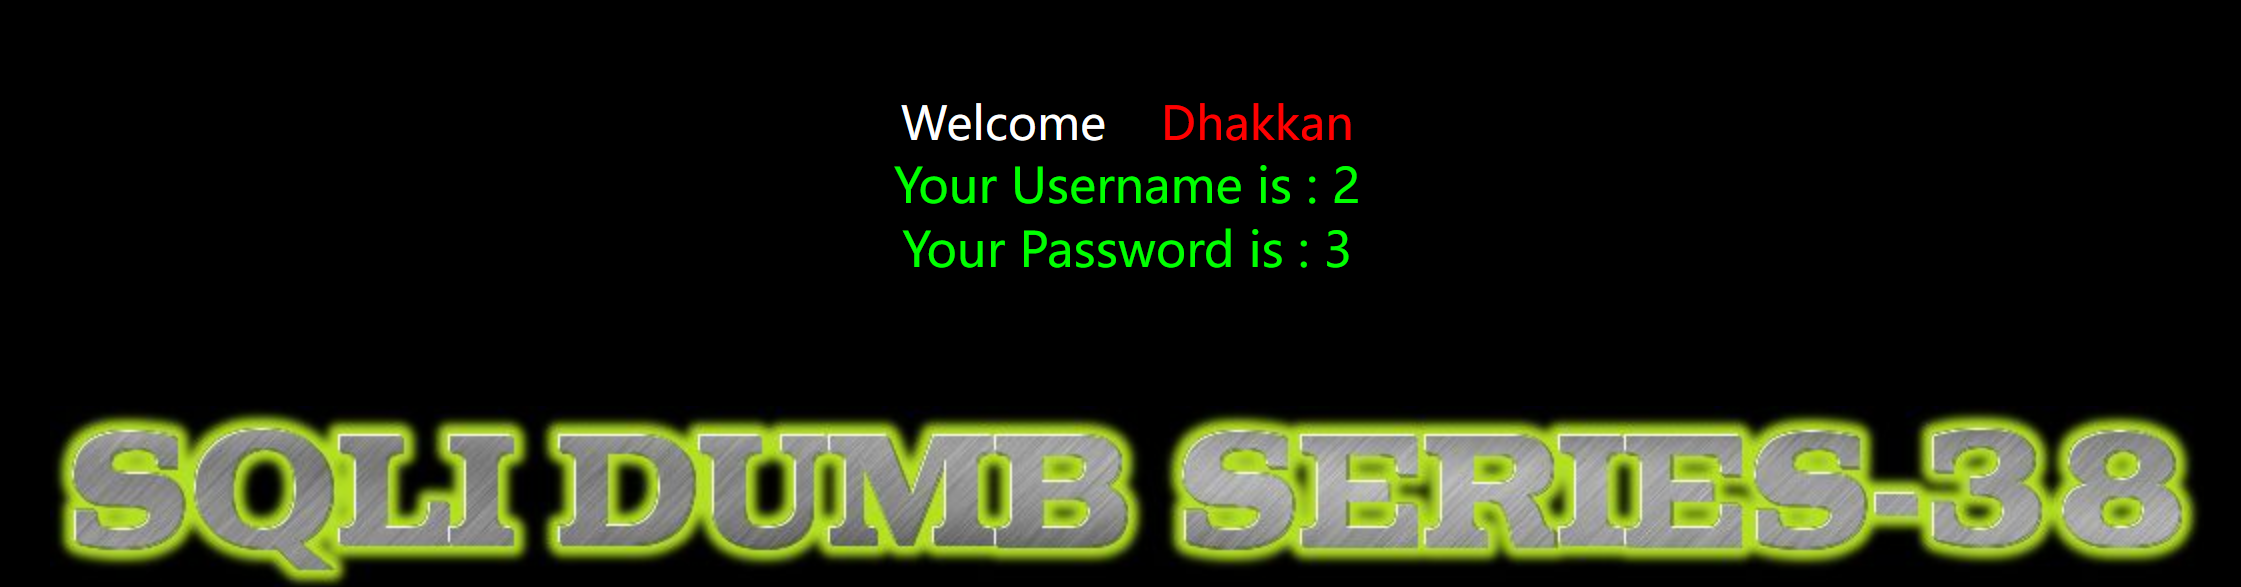 Welcome Dhakkan
Your Username is : 2
Your Password is : 3
SQLI DUMB SERIES-38